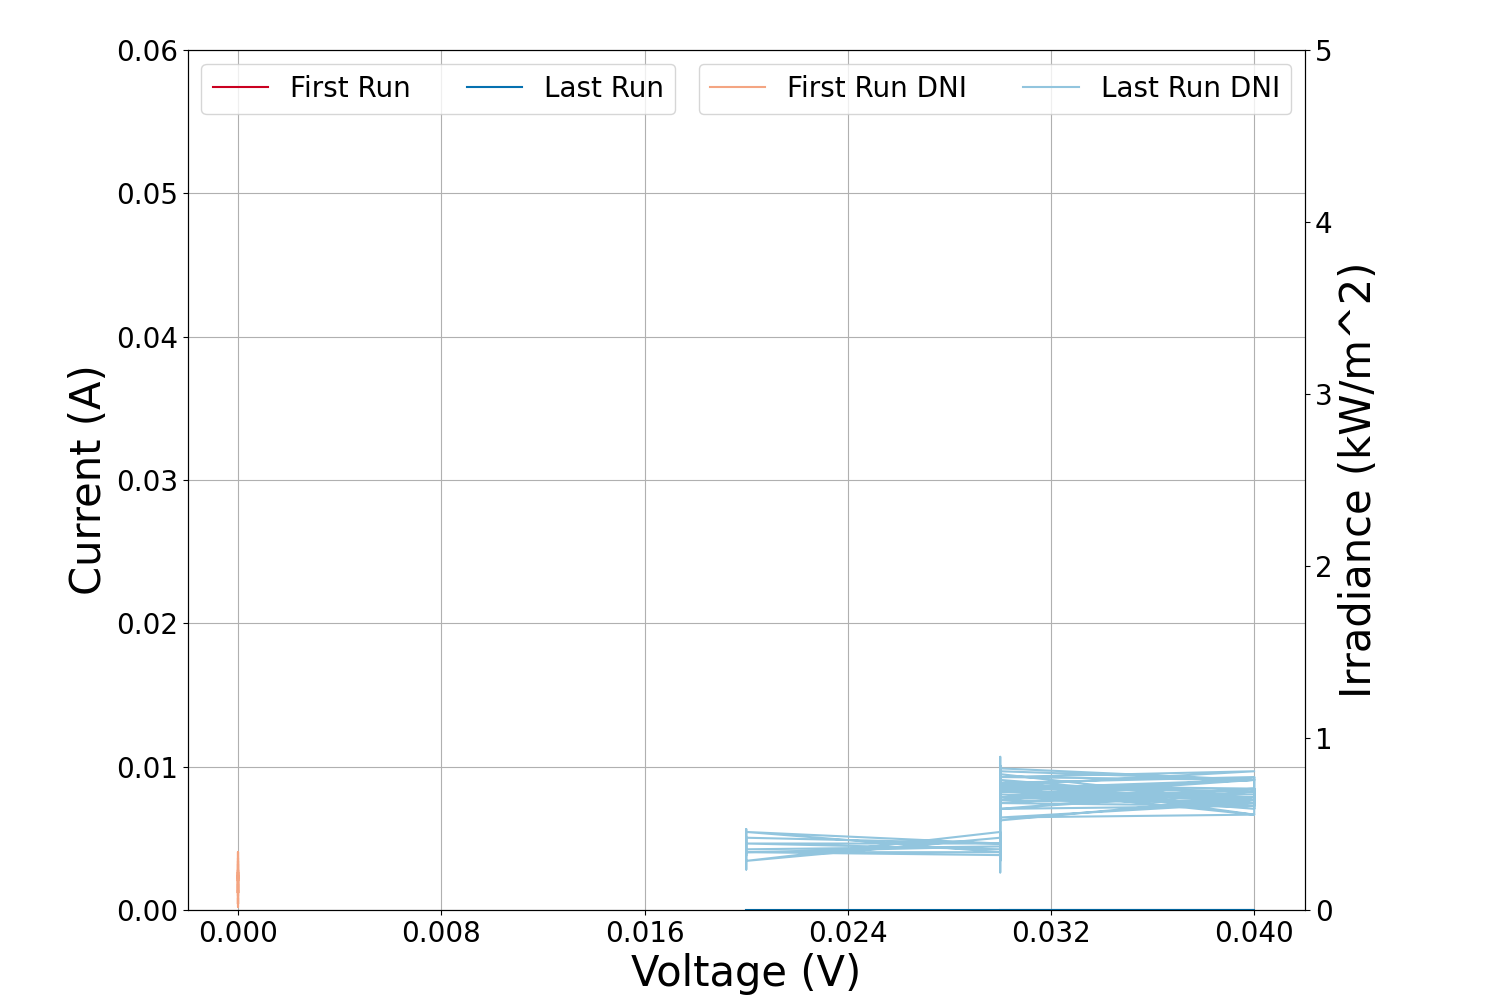 First Run
Last Run
First Run DNI
Last Run DNI
0.06
0.05
0.04
0.03
0.02
0.01
0.00
Current (A)
5
4
3
2
1
0
Irradiance (kW/m^2)
0.000
0.008
0.016
0.024
0.032
0.040
Voltage (V)